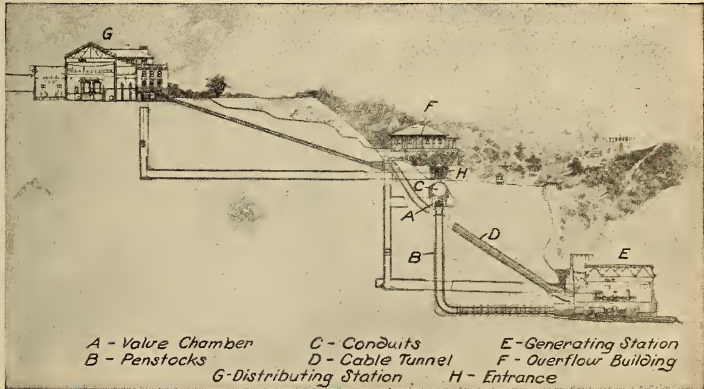 G
F
H
C
A
B
D
E
A - Valve Chamber C - Conduits E - Generating Station
B - Penstocks D - Cable Tunnel F - Overflow Building
G - Distributing Station H - Entrance